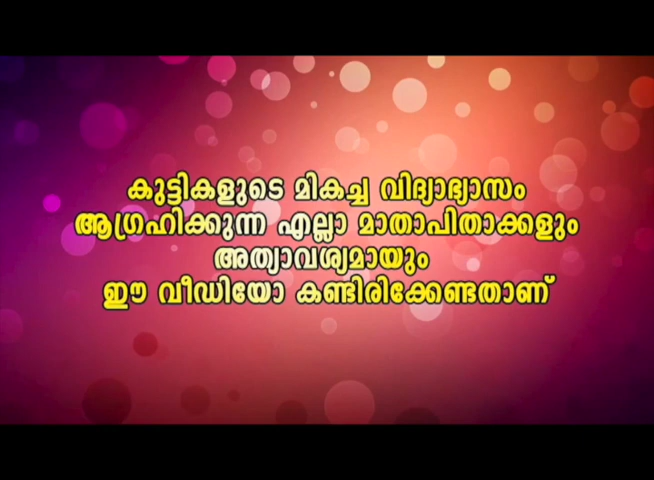 കുട്ടികളുടെ മികച്ച വിദ്യാഭ്യാസം
ആഗ്രഹിക്കുന്ന എല്ലാ മാതാപിതാക്കളും
അത്യാവശ്യമായും
ഈ വീഡിയോ കണ്ടിരിക്കേണ്ടതാണ്